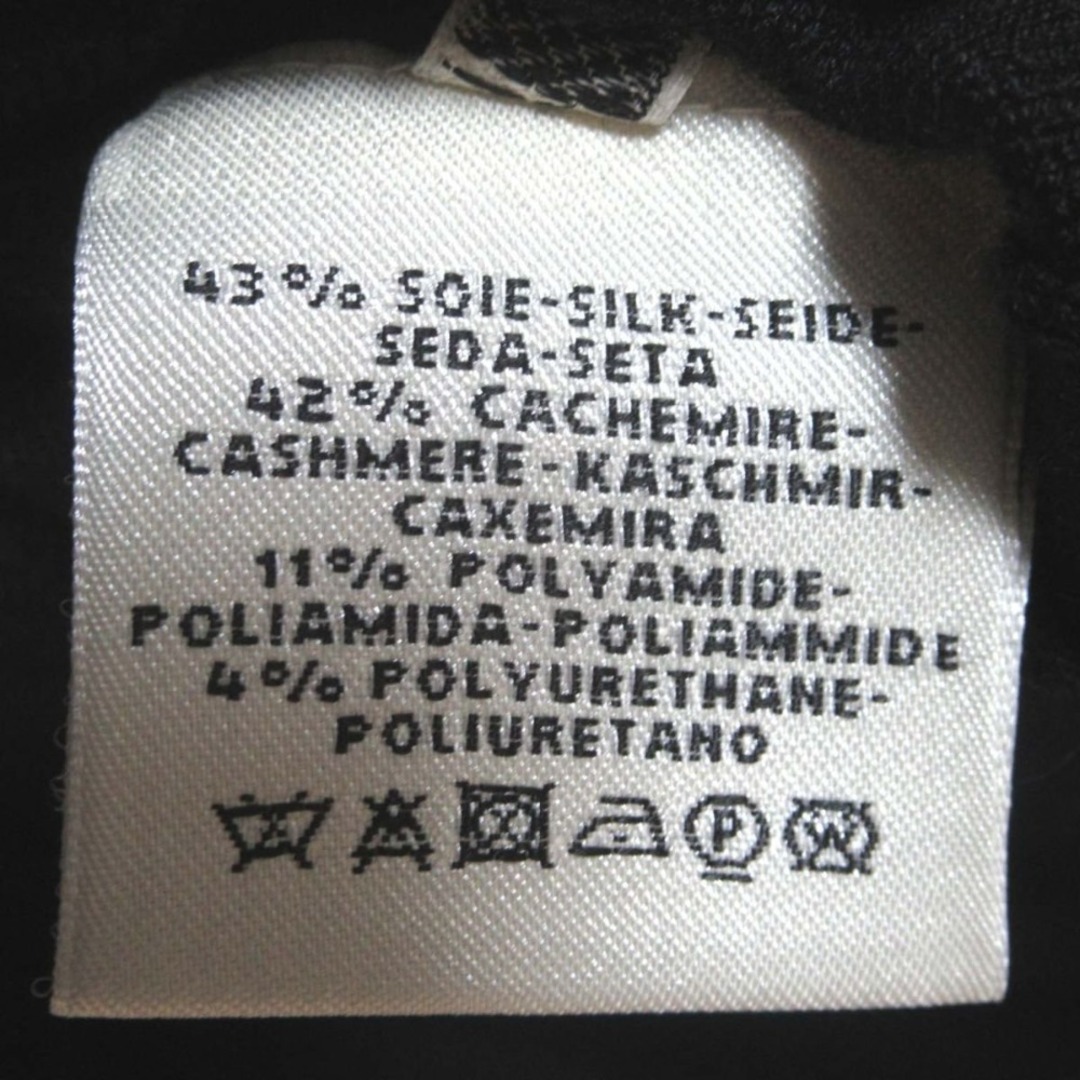 43% SOIE-SILK-SEIDE-
SEDA-SETA
42% CACHEMIRE-
CASHMERE-KASCHMIR-
CAXEMIRA
11% POLYAMIDE-
POLIAMIDA-POLIAMMIDE
4% POLYURETHANE-
POLIURETANO
P W